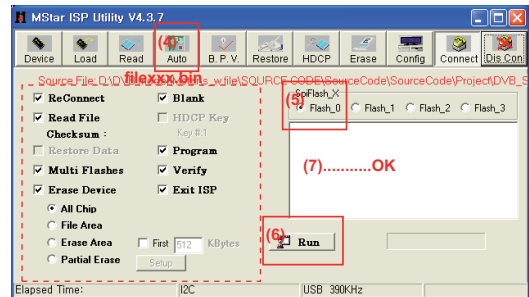 MStar ISP Utility V4.3.7
(4)
Device Load Read Auto B. P. V. Restore HDCP Erase Config Connect Dis Con
filexxx.bin
ReConnect Blank
Read File HDCP Key
Checksum : Key #:1
Restore Data Program
Multi Flashes Verify
Erase Device Exit ISP
All Chip
File Area
Erase Area First 512 KBytes
Partial Erase Setup
SpiFlash_X
(5)
Flash_0 Flash_1 Flash_2 Flash_3
(7)...........OK
(6) Run
Elapsed Time: I2C USB 390KHz